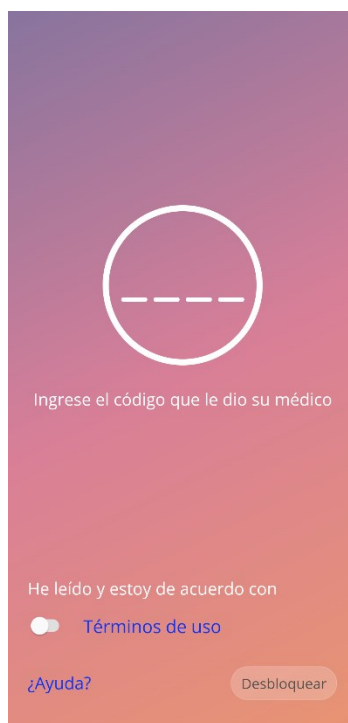 Ingrese el código que le dio su médico
He leído y estoy de acuerdo con
Términos de uso
¿Ayuda?
Desbloquear